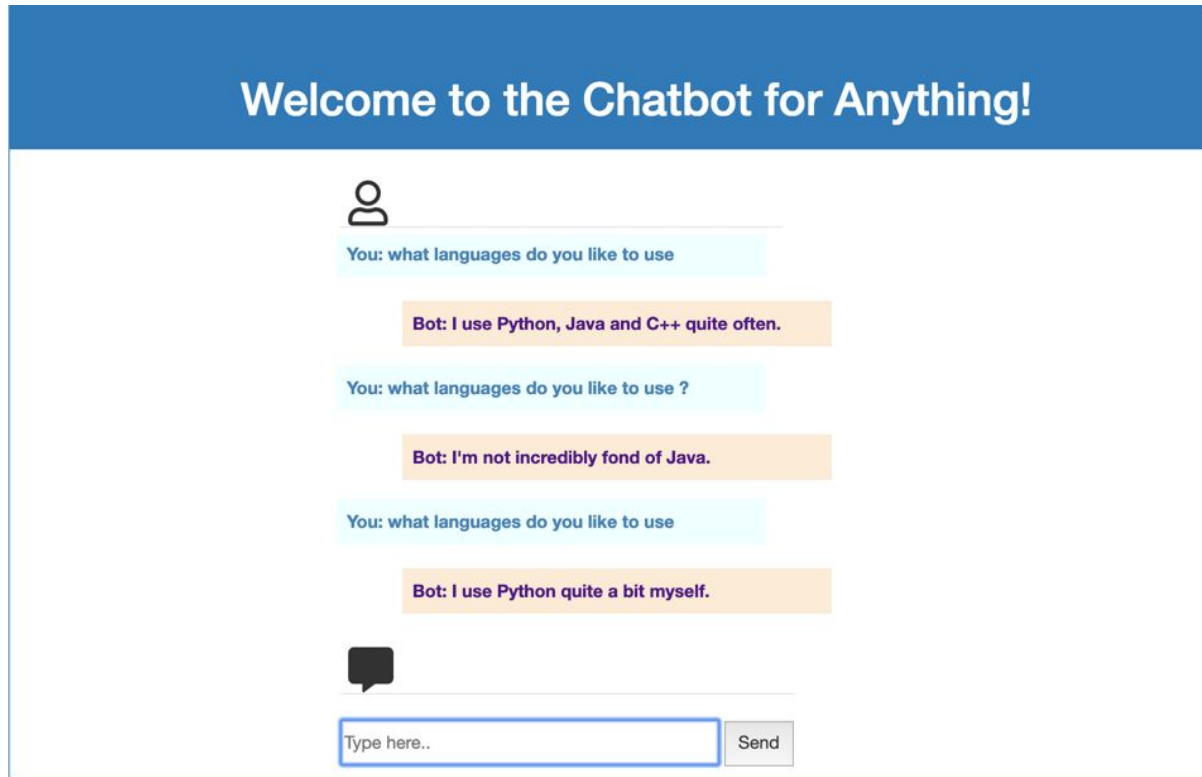 Welcome to the Chatbot for Anything!
You: what languages do you like to use
Bot: I use Python, Java and C++ quite often.
You: what languages do you like to use ?
Bot: I'm not incredibly fond of Java.
You: what languages do you like to use
Bot: I use Python quite a bit myself.
Type here.. Send